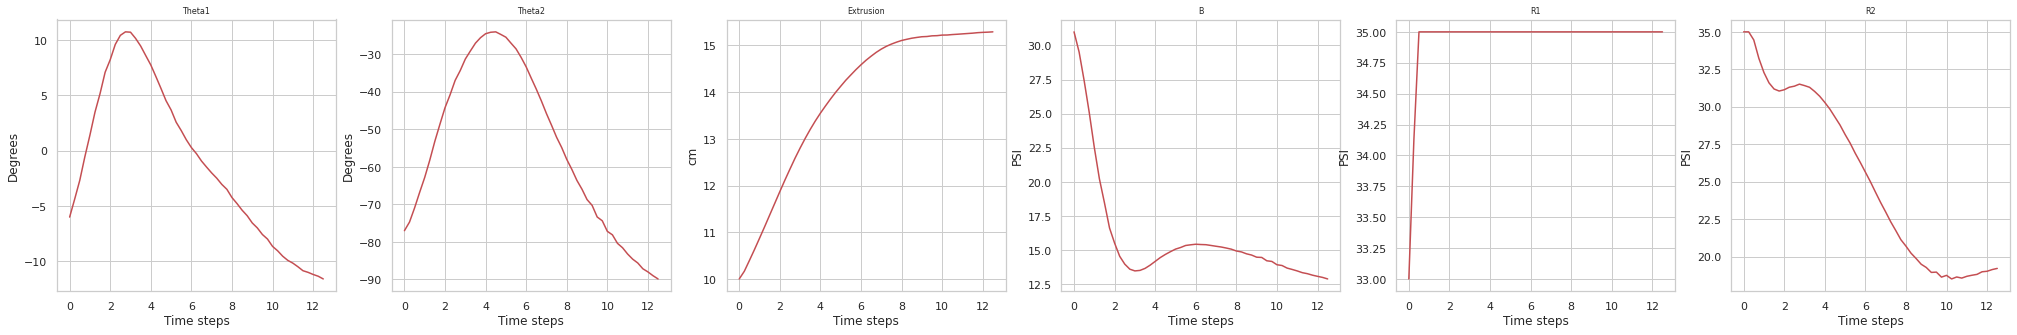 Theta1
Degrees
10
5
0
−5
−10
0 2 4 6 8 10 12
Time steps
Theta2
Degrees
−30
−40
−50
−60
−70
−80
−90
0 2 4 6 8 10 12
Time steps
Extrusion
cm
15
14
13
12
11
10
0 2 4 6 8 10 12
Time steps
B
PSI
30.0
27.5
25.0
22.5
20.0
17.5
15.0
12.5
0 2 4 6 8 10 12
Time steps
R1
PSI
35.00
34.75
34.50
34.25
34.00
33.75
33.50
33.25
33.00
0 2 4 6 8 10 12
Time steps
R2
PSI
35.0
32.5
30.0
27.5
25.0
22.5
20.0
0 2 4 6 8 10 12
Time steps